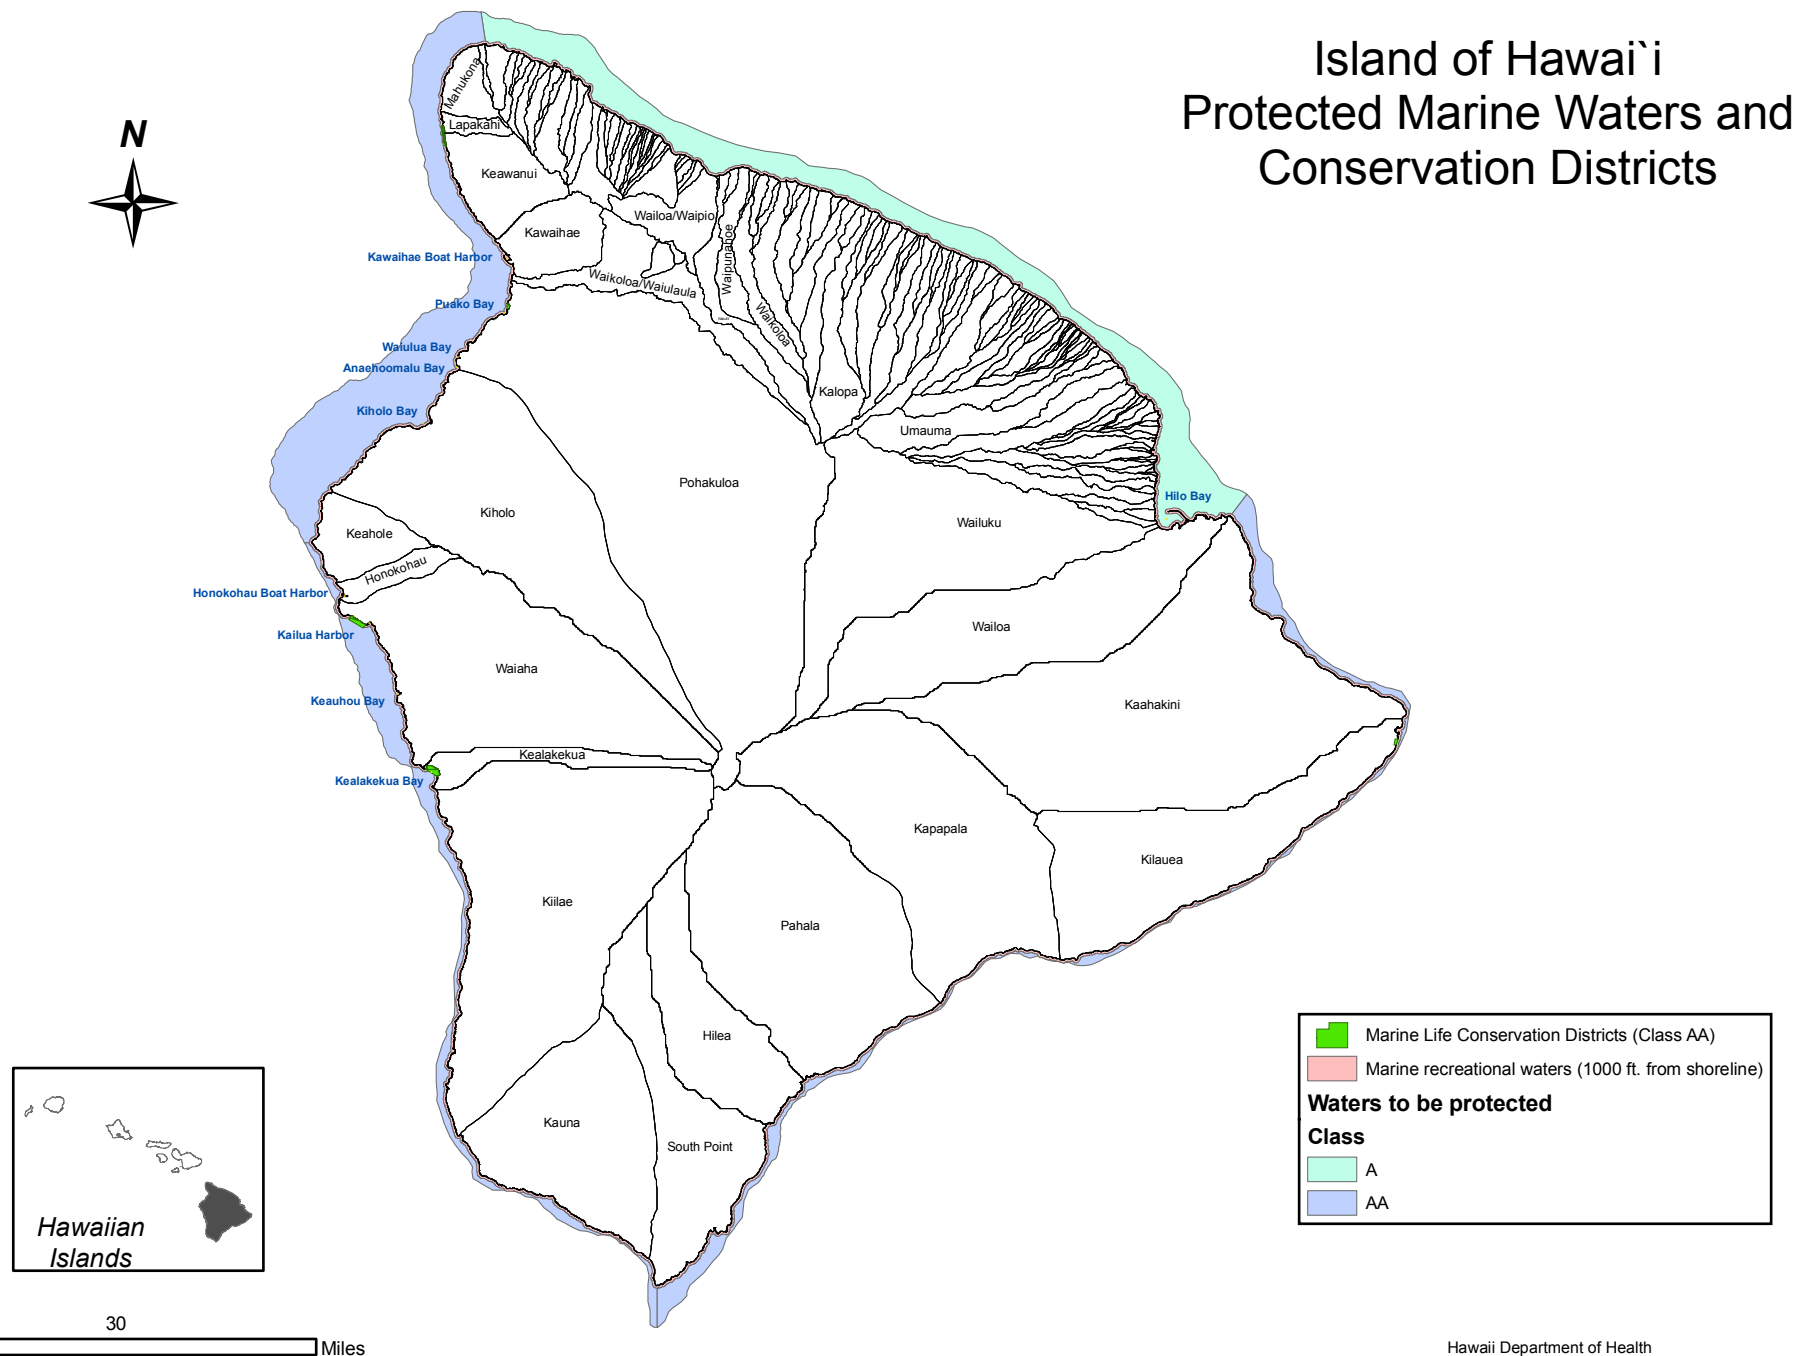 Island of Hawai`i
Protected Marine Waters and
Conservation Districts
N
Mahukona
Lapakahi
Keawanui
Wailoa/Waipio
Kawaihae
Waipunahoe
Kawaihae Boat Harbor
Waikoloa/Waiulaula
Puako Bay
Waikoloa
Waiulua Bay
Anaehoomalu Bay
Kalopa
Kiholo Bay
Umauma
Pohakuloa
Hilo Bay
Kiholo
Wailuku
Keahole
Honokohau
Honokohau Boat Harbor
Wailoa
Kailua Harbor
Waiaha
Keauhou Bay
Kaahakini
Kealakekua
Kealakekua Bay
Kapapala
Kilauea
Kiilae
Pahala
Hilea
Kauna
South Point
Marine Life Conservation Districts (Class AA)
Marine recreational waters (1000 ft. from shoreline)
Waters to be protected
Class
A
AA
Hawaiian
Islands
30
Miles
Hawaii Department of Health